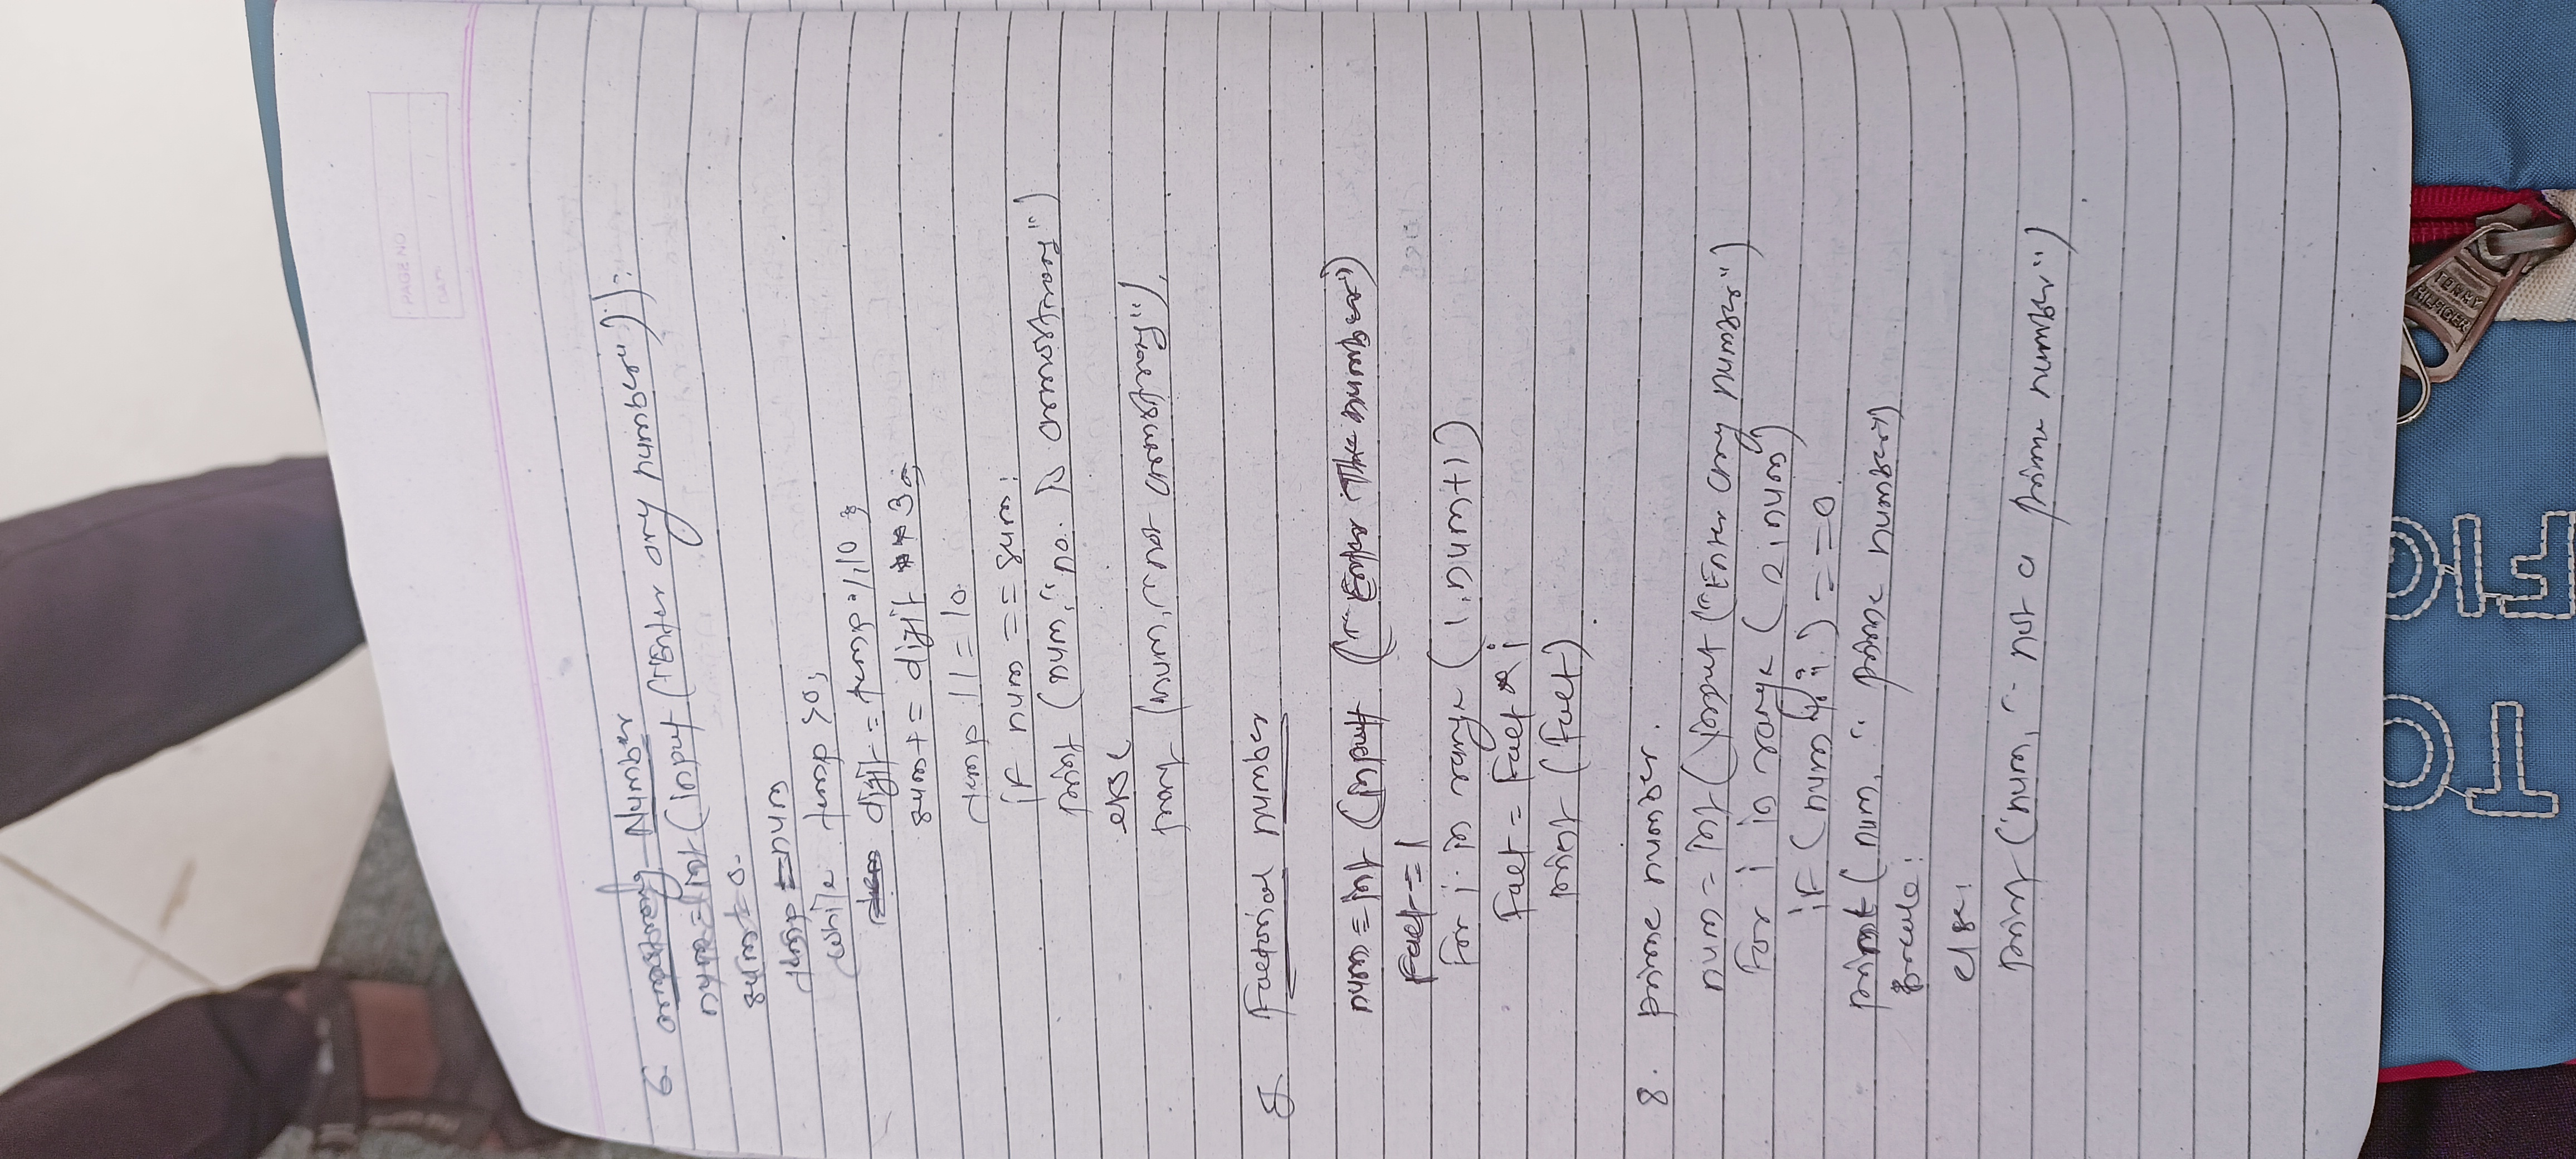 PAGE NO
DATE
6 armstrong Number
num=int(input("Enter any number")):
sum=0.
temp=num
while temp>0;
digit=temp%10;
sum+=digit**3;
temp//=10.
if num==sum:
print(num,"no. is armstrong")
else
print(num,"not armstrong")
Factorial number
num=int(input("Enter the number"))
fact=1
for i in range(1,num+1)
fact=fact*i
print(fact)
8. prime number.
num=int(input("Enter any number")
for i in range(2,num)
if(num%i)==0.
print(num," prime number")
break:
else:
print(num," not a prime number")
TOMMY
HILFIGER
TO
OF